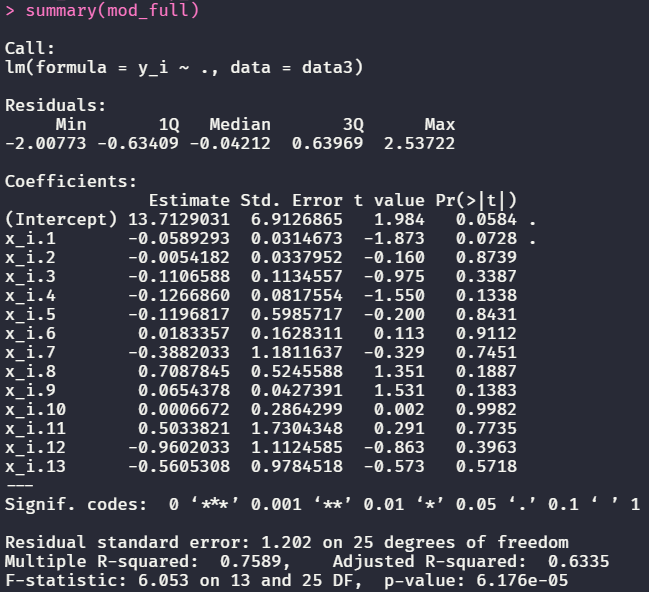 > summary(mod_full)
Call:
lm(formula = y_i ~ ., data = data3)
Residuals:
     Min       1Q   Median       3Q      Max
-2.00773 -0.63409 -0.04212  0.63969  2.53722
Coefficients:
              Estimate Std. Error t value Pr(>|t|)
(Intercept) 13.7129031  6.9126865   1.984   0.0584 .
x_i.1       -0.0589293  0.0314673  -1.873   0.0728 .
x_i.2       -0.0054182  0.0337952  -0.160   0.8739
x_i.3       -0.1106588  0.1134557  -0.975   0.3387
x_i.4       -0.1266860  0.0817554  -1.550   0.1338
x_i.5       -0.1196817  0.5985717  -0.200   0.8431
x_i.6        0.0183357  0.1628311   0.113   0.9112
x_i.7       -0.3882033  1.1811637  -0.329   0.7451
x_i.8        0.7087845  0.5245588   1.351   0.1887
x_i.9        0.0654378  0.0427391   1.531   0.1383
x_i.10       0.0006672  0.2864299   0.002   0.9982
x_i.11       0.5033821  1.7304348   0.291   0.7735
x_i.12      -0.9602033  1.1124585  -0.863   0.3963
x_i.13      -0.5605308  0.9784518  -0.573   0.5718
---
Signif. codes:  0 ‘***’ 0.001 ‘**’ 0.01 ‘*’ 0.05 ‘.’ 0.1 ‘ ’ 1
Residual standard error: 1.202 on 25 degrees of freedom
Multiple R-squared:  0.7589,	Adjusted R-squared:  0.6335
F-statistic: 6.053 on 13 and 25 DF,  p-value: 6.176e-05